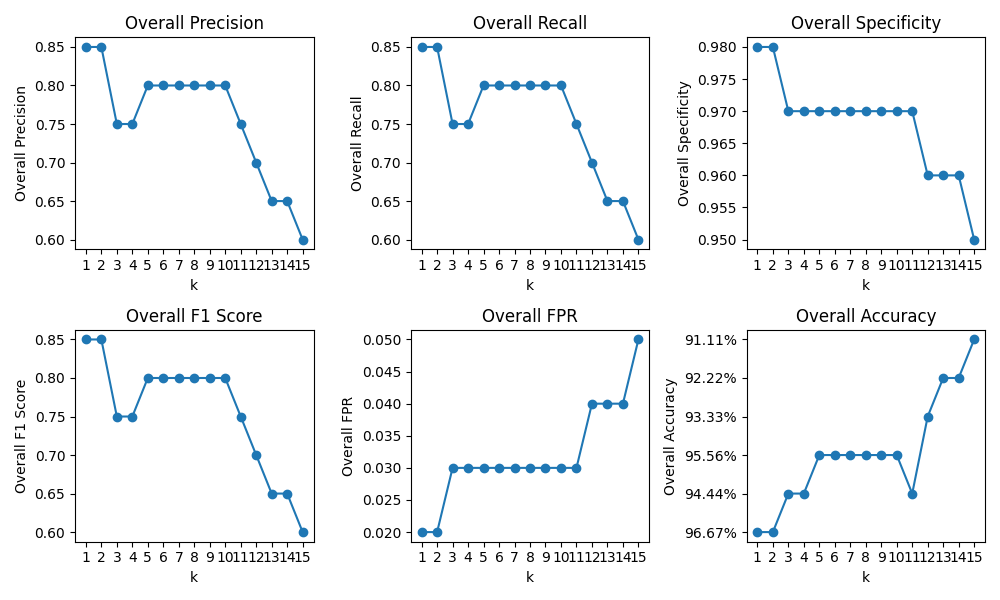 Overall Precision
Overall Precision
0.85
0.80
0.75
0.70
0.65
0.60
1 2 3 4 5 6 7 8 9 10 11 12 13 14 15
k
Overall Recall
Overall Recall
0.85
0.80
0.75
0.70
0.65
0.60
1 2 3 4 5 6 7 8 9 10 11 12 13 14 15
k
Overall Specificity
Overall Specificity
0.980
0.975
0.970
0.965
0.960
0.955
0.950
1 2 3 4 5 6 7 8 9 10 11 12 13 14 15
k
Overall F1 Score
Overall F1 Score
0.85
0.80
0.75
0.70
0.65
0.60
1 2 3 4 5 6 7 8 9 10 11 12 13 14 15
k
Overall FPR
Overall FPR
0.050
0.045
0.040
0.035
0.030
0.025
0.020
1 2 3 4 5 6 7 8 9 10 11 12 13 14 15
k
Overall Accuracy
Overall Accuracy
91.11%
92.22%
93.33%
95.56%
94.44%
96.67%
1 2 3 4 5 6 7 8 9 10 11 12 13 14 15
k